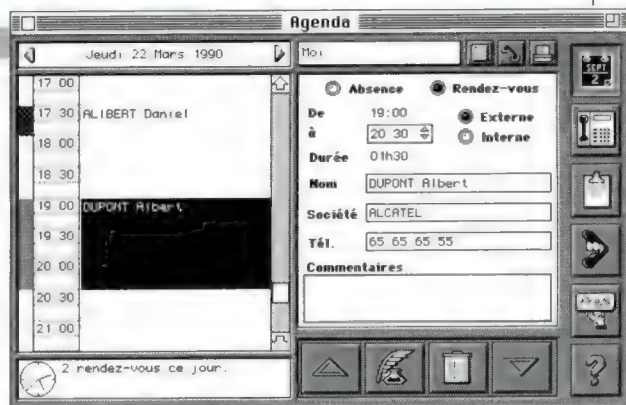 Agenda
Jeudi 22 Mars 1990
17 00
17 30 ALIBERT Daniel
18 00
18 30
19 00 DUPONT Albert
19 30
20 00
20 30
21 00
2 rendez-vous ce jour.
Moi
Absence Rendez-vous
De 19:00 Externe
à 20 30 Interne
Durée 01h30
Nom DUPONT Albert
Société ALCATEL
Tél. 65 65 65 55
Commentaires
SEPT
2
?